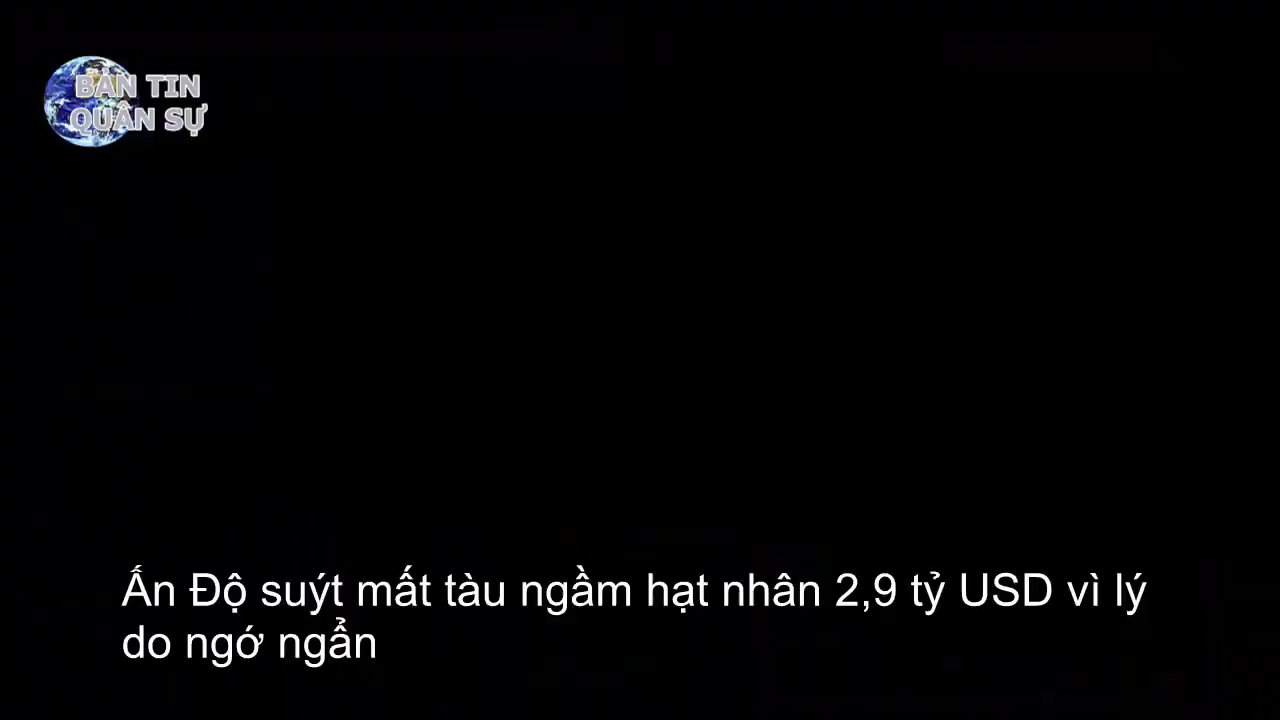 BẢN TIN
QUÂN SỰ
Ấn Độ suýt mất tàu ngầm hạt nhân 2,9 tỷ USD vì lý
do ngớ ngẩn